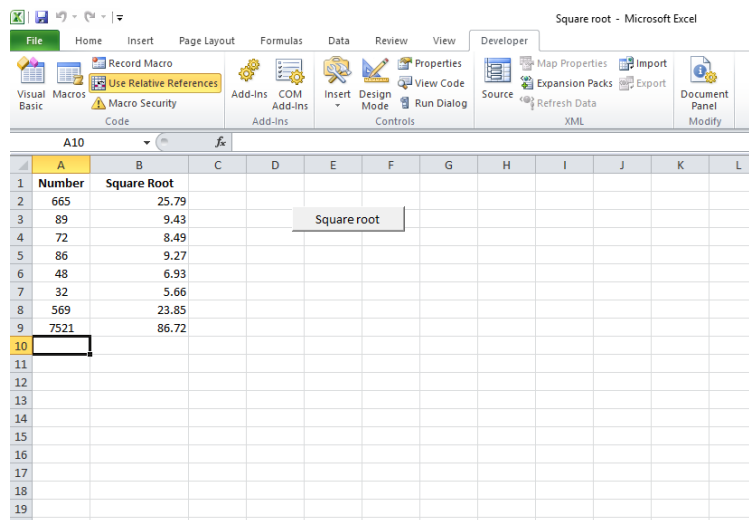 Square root - Microsoft Excel
File Home Insert Page Layout Formulas Data Review View Developer
Visual Basic
Macros
Record Macro
Use Relative References
Macro Security
Code
Add-Ins
COM Add-Ins
Add-Ins
Insert
Design Mode
Properties
View Code
Run Dialog
Controls
Source
Map Properties
Expansion Packs
Refresh Data
Import
Export
XML
Document Panel
Modify
A10 fx
A B C D E F G H I J K L
1 Number Square Root
2 665 25.79
3 89 9.43 Square root
4 72 8.49
5 86 9.27
6 48 6.93
7 32 5.66
8 569 23.85
9 7521 86.72
10
11
12
13
14
15
16
17
18
19